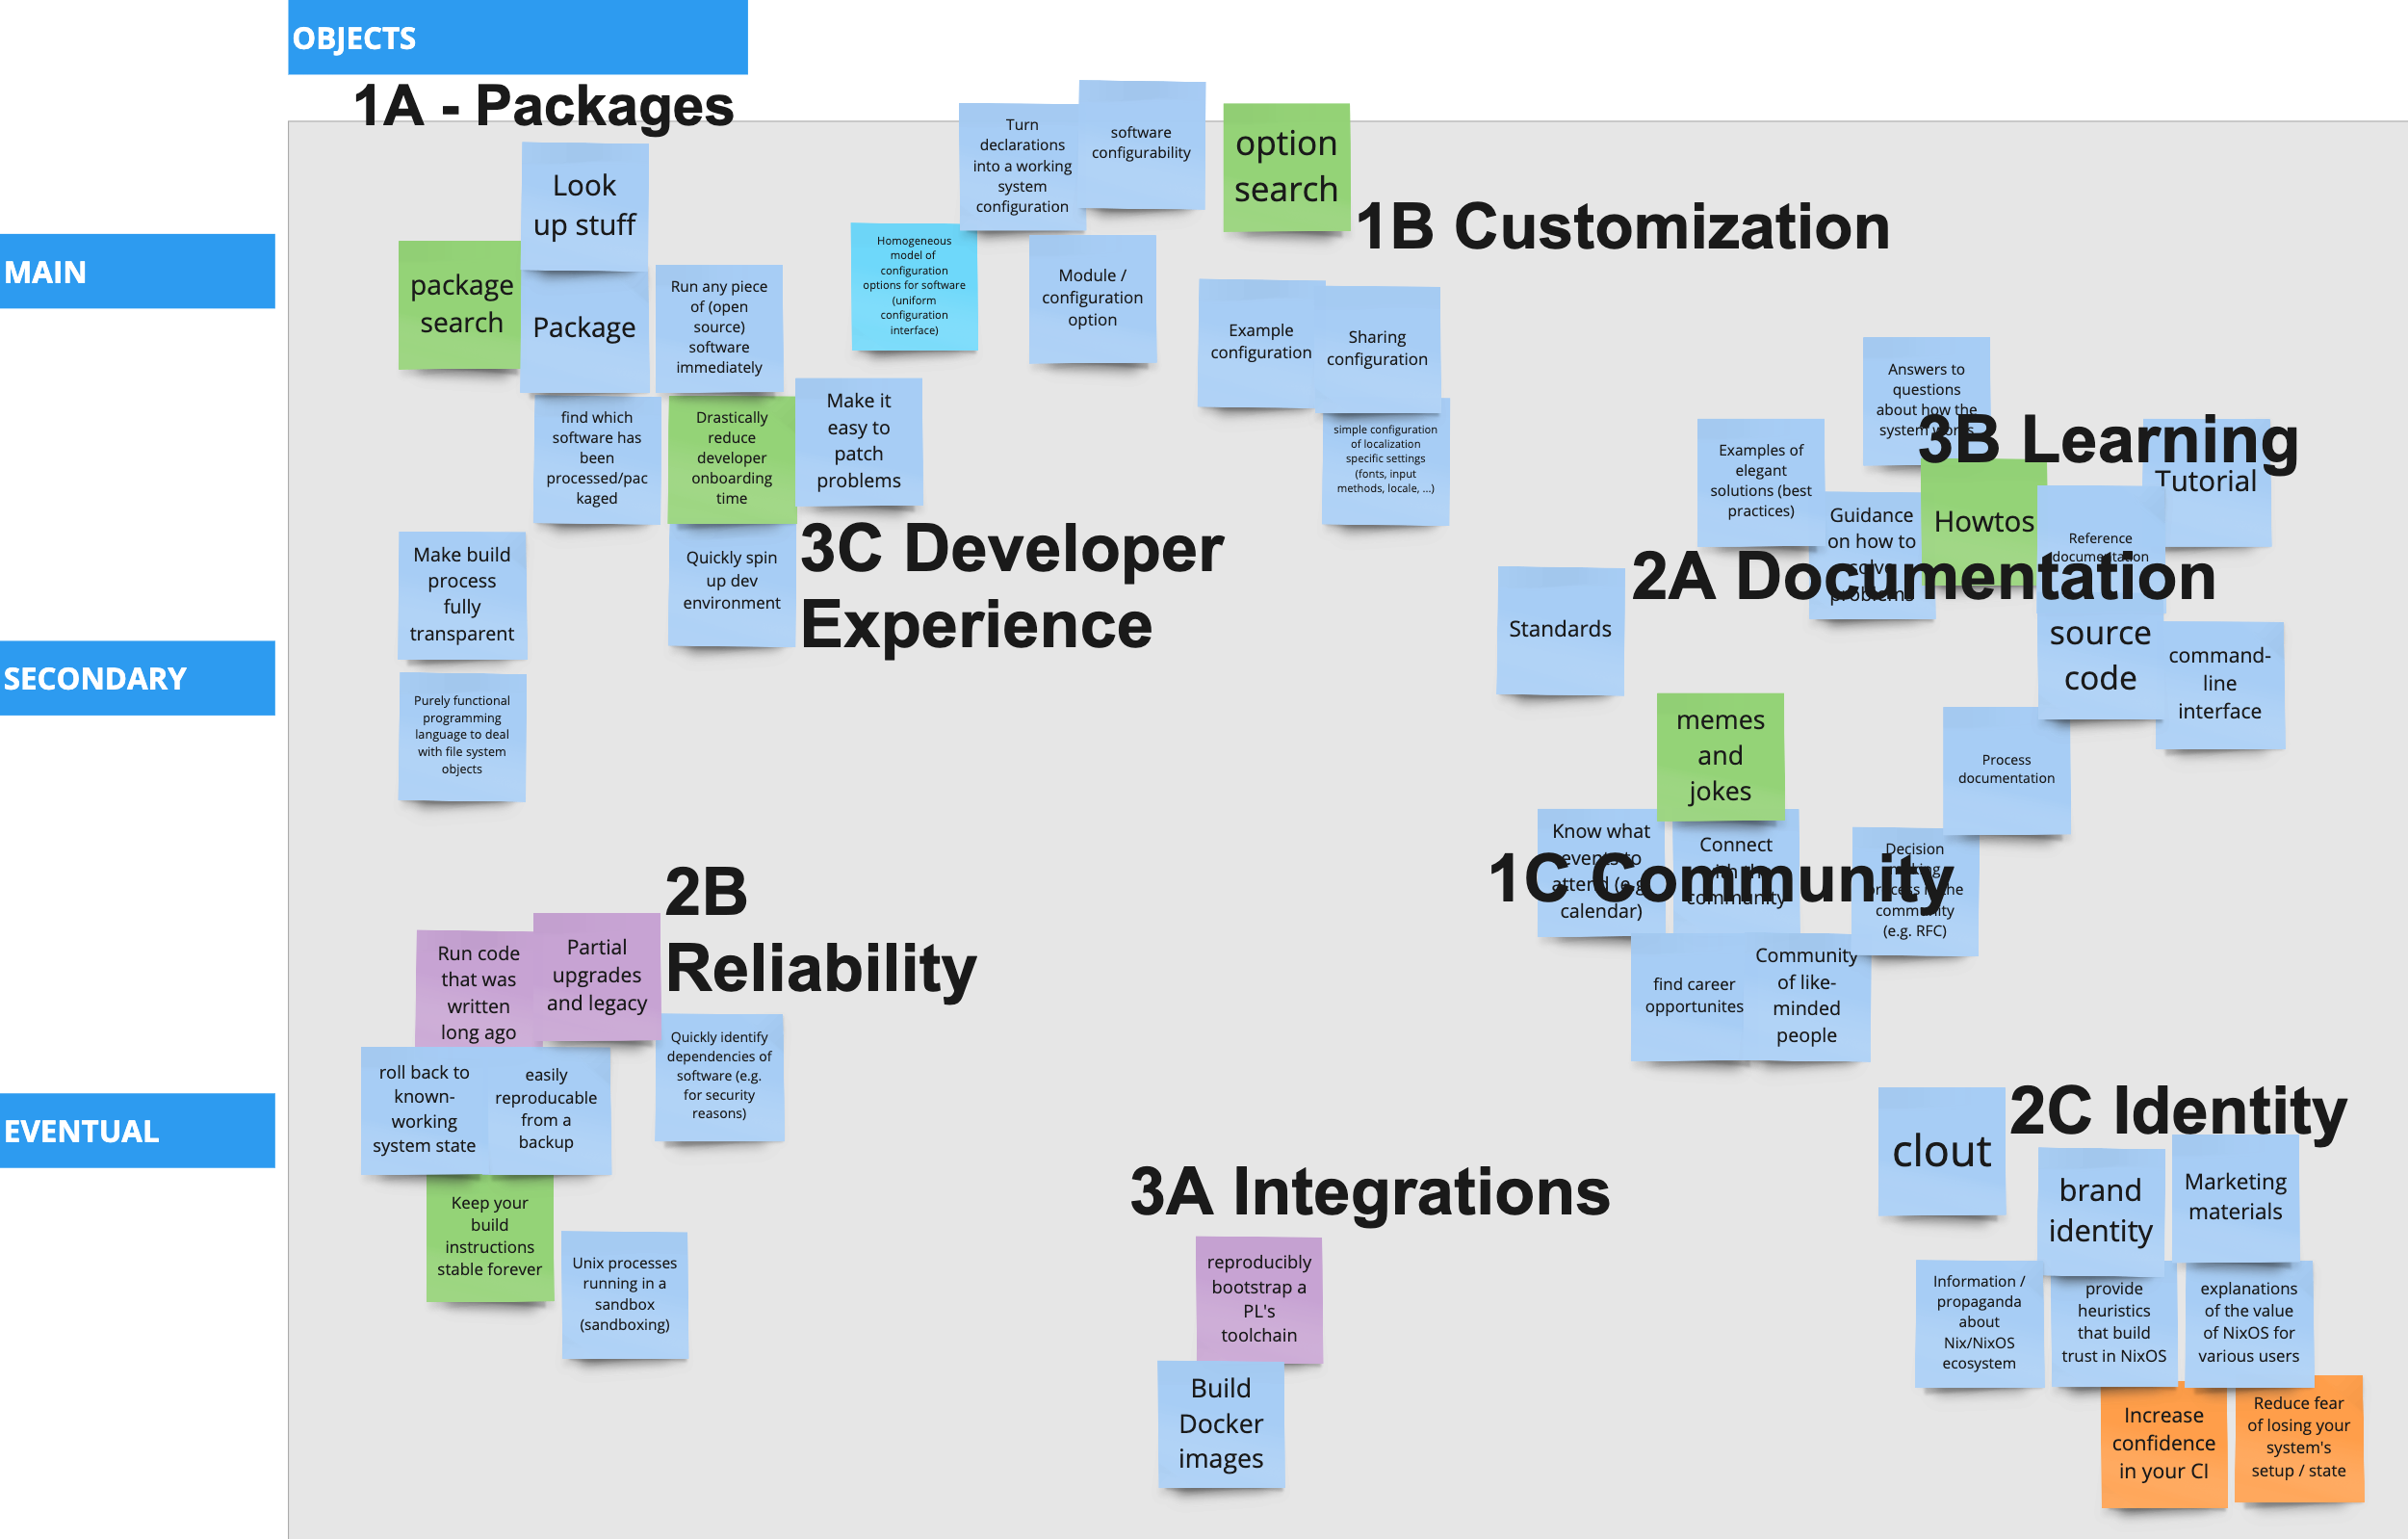 OBJECTS
1A - Packages
MAIN
SECONDARY
EVENTUAL
Look
up stuff
package
search
Package
Run any piece
of (open
source)
software
immediately
find which
software has
been
processed/pac
kaged
Drastically
reduce
developer
onboarding
time
Make it
easy to
patch
problems
Turn
declarations
into a working
system
configuration
software
configurability
option
search
1B Customization
Homogeneous
model of
configuration
options for software
(uniform
configuration
interface)
Module /
configuration
option
Example
configuration
Sharing
configuration
simple configuration
of localization
specific settings
(fonts, input
methods, locale, ...)
3C Developer
Experience
Make build
process
fully
transparent
Quickly spin
up dev
environment
Purely functional
programming
language to deal
with file system
objects
Answers to
questions
about how the
system works
3B Learning
Examples of
elegant
solutions (best
practices)
Guidance
on how to
solve
problems
Howtos
Tutorial
Reference
documentation
2A Documentation
Standards
source
code
command-
line
interface
Process
documentation
memes
and
jokes
1C Community
Know what
events to
attend (e.g.
calendar)
Connect
with the
community
Decision
making
process in the
community
(e.g. RFC)
find career
opportunites
Community
of like-
minded
people
2B
Reliability
Run code
that was
written
long ago
Partial
upgrades
and legacy
Quickly identify
dependencies of
software (e.g.
for security
reasons)
roll back to
known-
working
system state
easily
reproducable
from a
backup
Keep your
build
instructions
stable forever
Unix processes
running in a
sandbox
(sandboxing)
3A Integrations
reproducibly
bootstrap a
PL's
toolchain
Build
Docker
images
2C Identity
clout
brand
identity
Marketing
materials
Information /
propaganda
about
Nix/NixOS
ecosystem
provide
heuristics
that build
trust in NixOS
explanations
of the value
of NixOS for
various users
Increase
confidence
in your CI
Reduce fear
of losing your
system's
setup / state